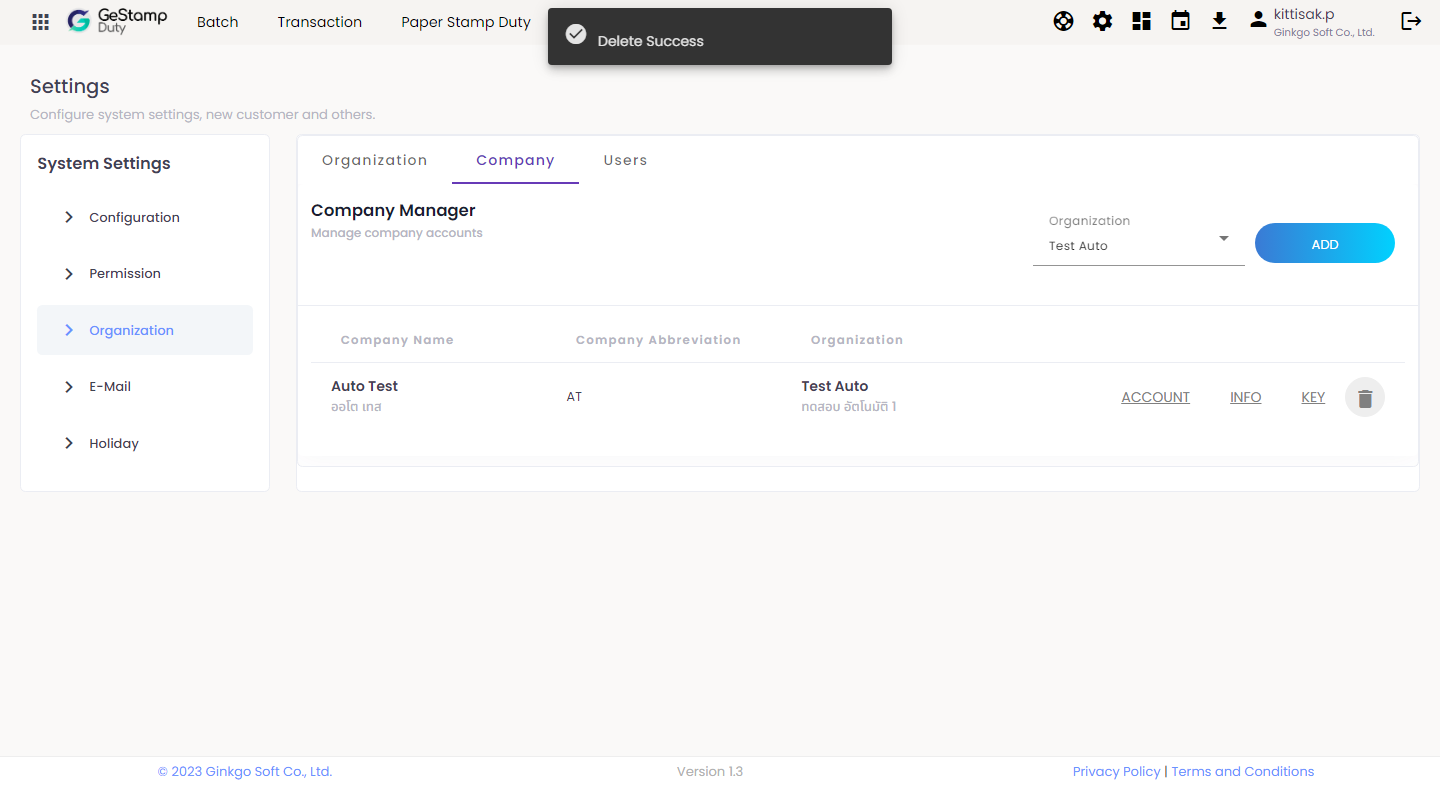 GeStamp
Duty
Batch
Transaction
Paper Stamp Duty
Delete Success
kittisak.p
Ginkgo Soft Co., Ltd.
Settings
Configure system settings, new customer and others.
System Settings
Configuration
Permission
Organization
E-Mail
Holiday
Organization
Company
Users
Company Manager
Manage company accounts
Organization
Test Auto
ADD
Company Name
Company Abbreviation
Organization
Auto Test
ออโต เทส
AT
Test Auto
ทดสอบ อัตโนมัติ 1
ACCOUNT
INFO
KEY
© 2023 Ginkgo Soft Co., Ltd.
Version 1.3
Privacy Policy | Terms and Conditions